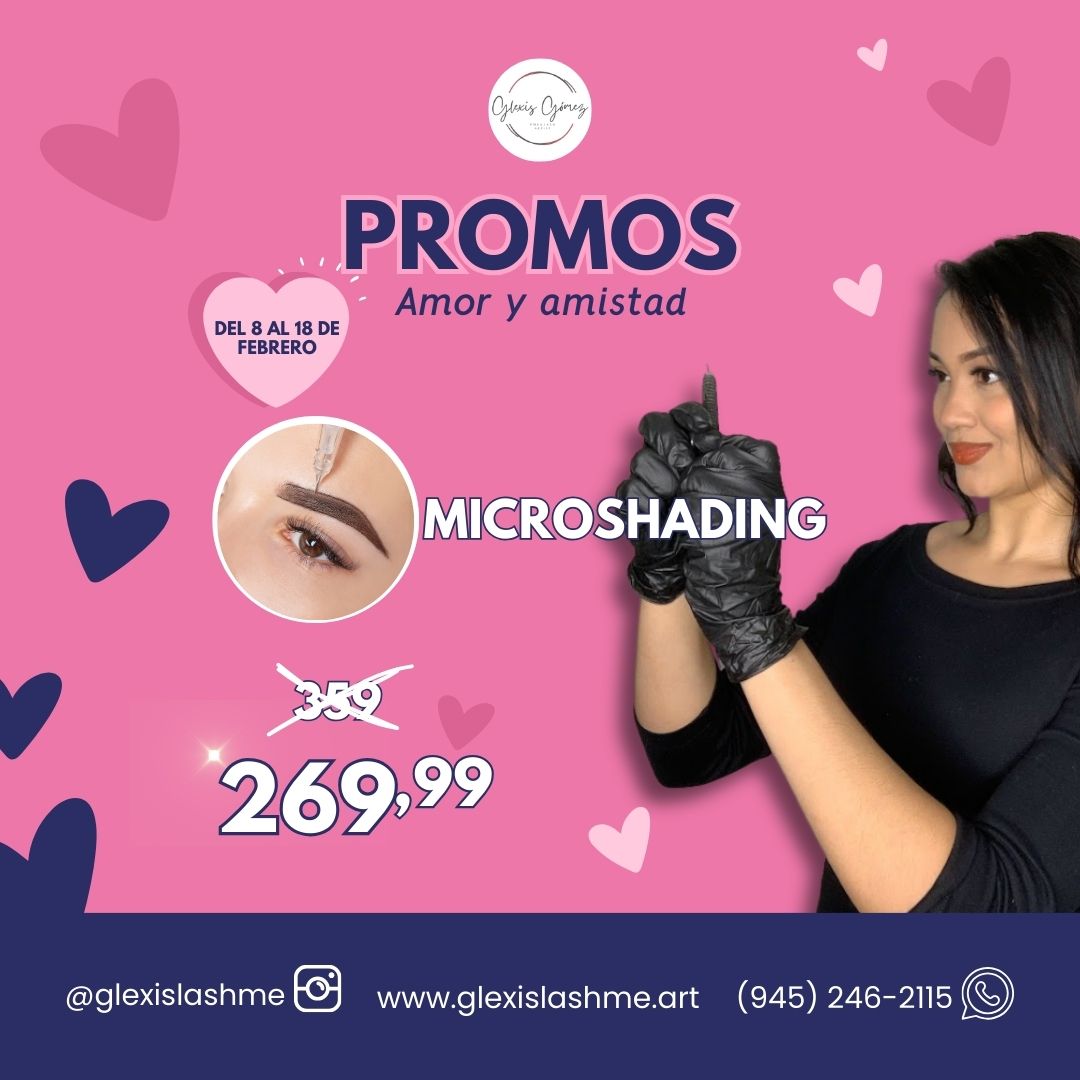 Glexis Gómez
PROMOS
Amor y amistad
DEL 8 AL 18 DE
FEBRERO
MICROSHADING
359
269,99
@glexislashme
www.glexislashme.art
(945) 246-2115